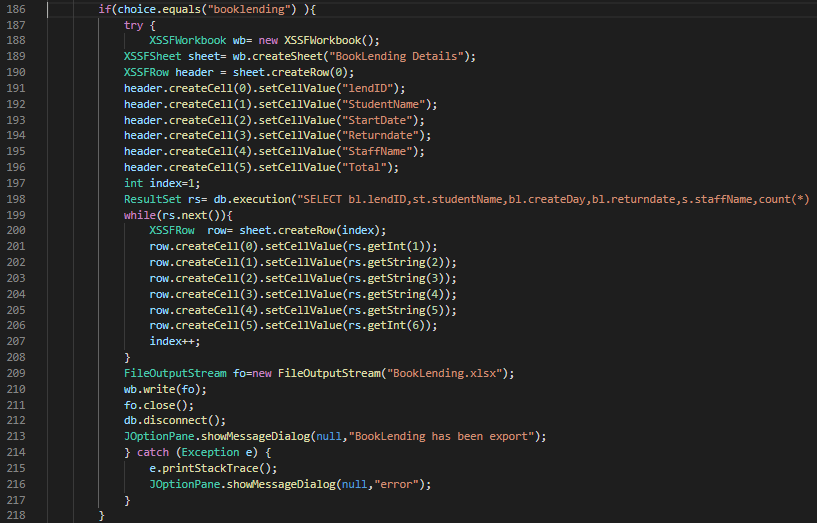 186 if(choice.equals("booklending") ){
187 try {
188 XSSFWorkbook wb= new XSSFWorkbook();
189 XSSFSheet sheet= wb.createSheet("BookLending Details");
190 XSSFRow header = sheet.createRow(0);
191 header.createCell(0).setCellValue("lendID");
192 header.createCell(1).setCellValue("StudentName");
193 header.createCell(2).setCellValue("StartDate");
194 header.createCell(3).setCellValue("Returndate");
195 header.createCell(4).setCellValue("StaffName");
196 header.createCell(5).setCellValue("Total");
197 int index=1;
198 ResultSet rs= db.execution("SELECT bl.lendID,st.studentName,bl.createDay,bl.returndate,s.staffName,count(*)
199 while(rs.next()){
200 XSSFRow  row= sheet.createRow(index);
201 row.createCell(0).setCellValue(rs.getInt(1));
202 row.createCell(1).setCellValue(rs.getString(2));
203 row.createCell(2).setCellValue(rs.getString(3));
204 row.createCell(3).setCellValue(rs.getString(4));
205 row.createCell(4).setCellValue(rs.getString(5));
206 row.createCell(5).setCellValue(rs.getInt(6));
207 index++;
208 }
209 FileOutputStream fo=new FileOutputStream("BookLending.xlsx");
210 wb.write(fo);
211 fo.close();
212 db.disconnect();
213 JOptionPane.showMessageDialog(null,"BookLending has been export");
214 } catch (Exception e) {
215 e.printStackTrace();
216 JOptionPane.showMessageDialog(null,"error");
217 }
218 }